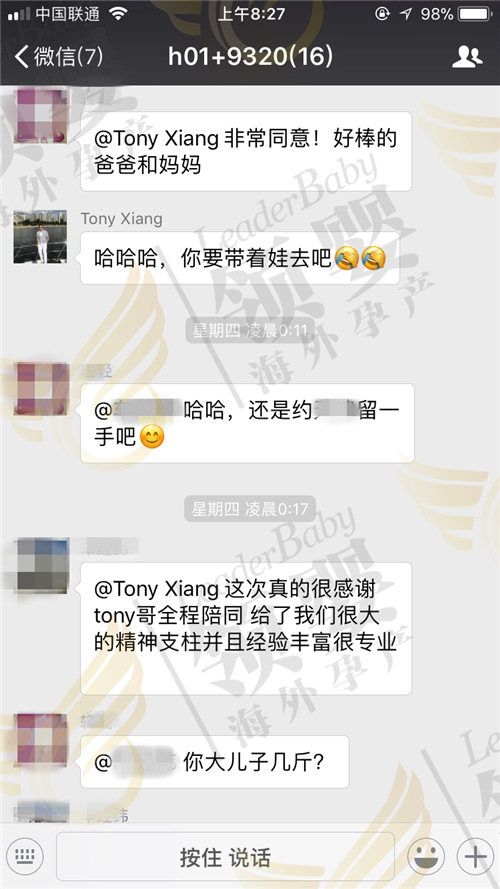 中国联通
上午8:27
98%
微信(7)
h01+9320(16)
@Tony Xiang 非常同意！好棒的
爸爸和妈妈
Tony Xiang
哈哈哈，你要带着娃去吧😂😂
星期四 凌晨0:11
@ 哈哈，还是约 留一
手吧😊
星期四 凌晨0:17
@Tony Xiang 这次真的很感谢
tony哥全程陪同 给了我们很大
的精神支柱并且经验丰富很专业
@ 你大儿子几斤?
按住 说话
LeaderBaby
领婴
海外孕产